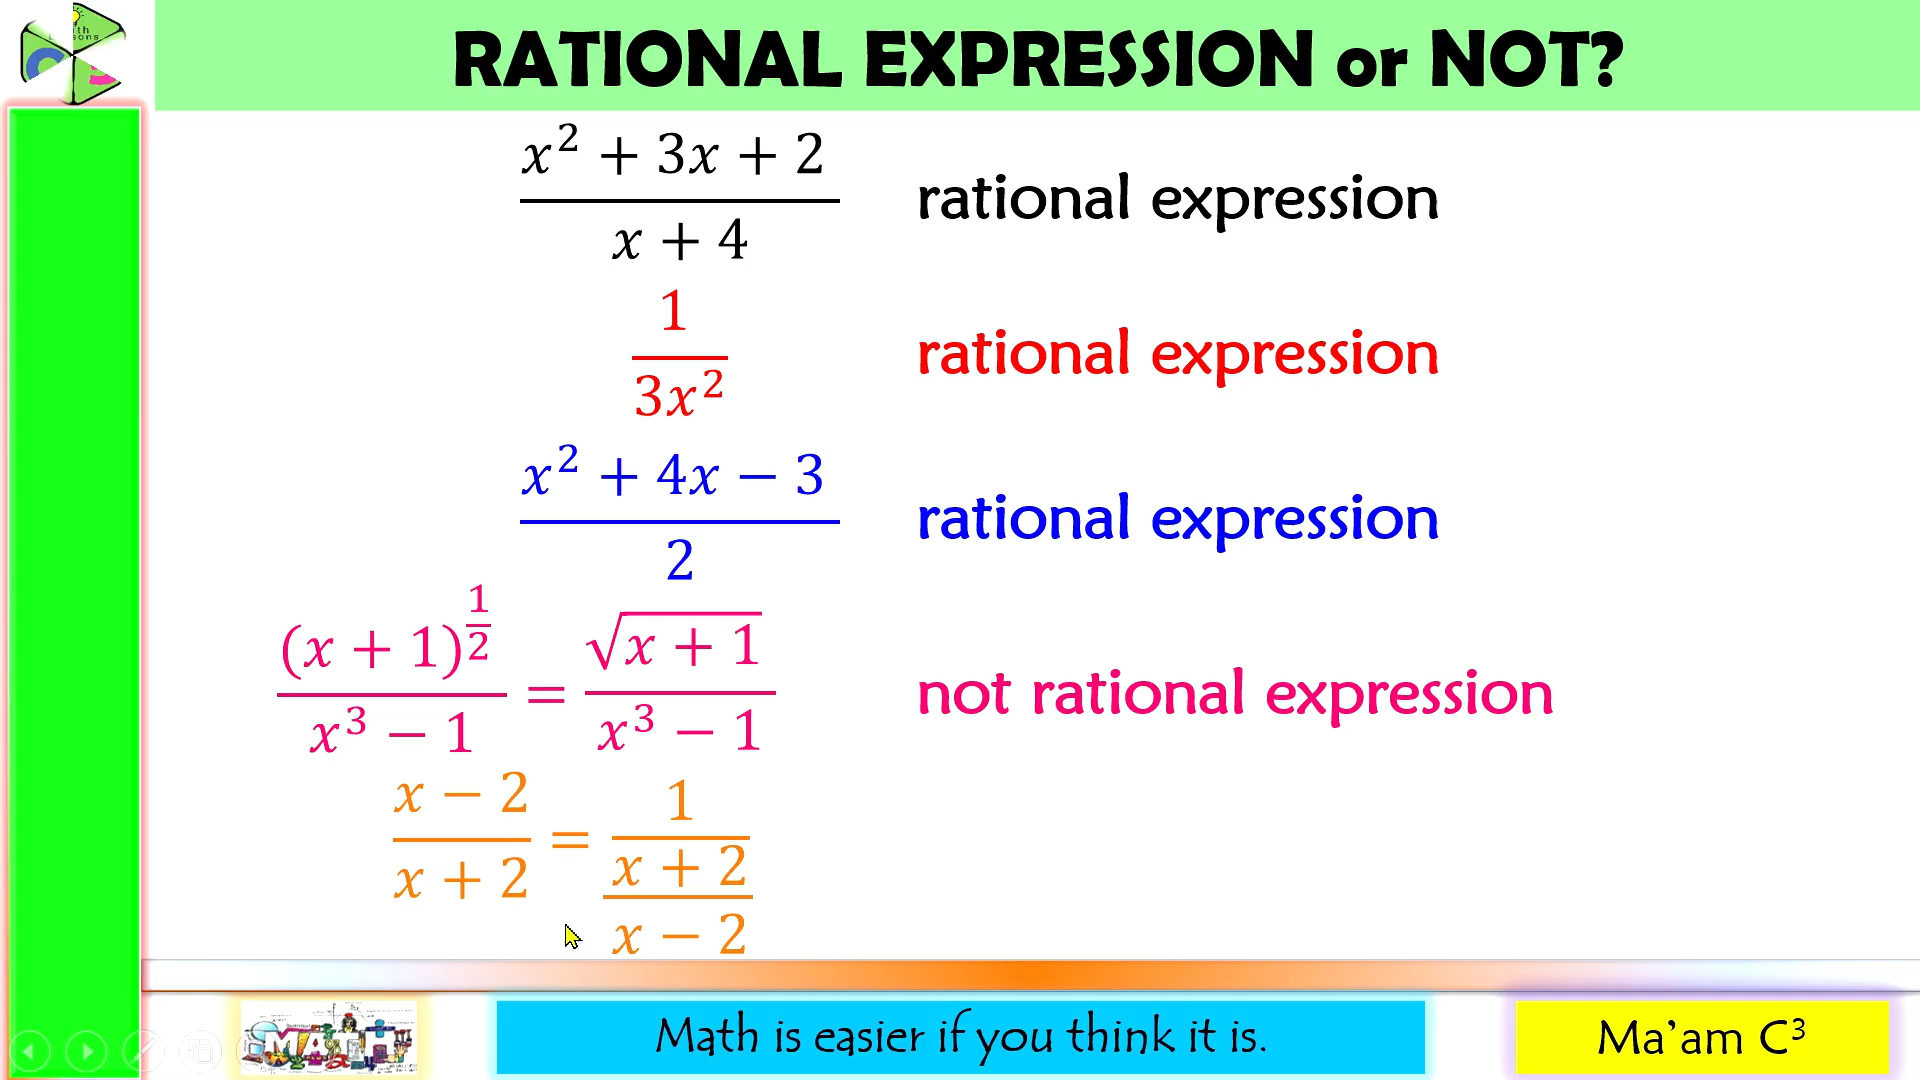 RATIONAL EXPRESSION or NOT?
x² + 3x + 2
x + 4
rational expression
1
3x²
rational expression
x² + 4x − 3
2
rational expression
(x + 1)^(1/2) / (x³ − 1) = √(x + 1) / (x³ − 1)
not rational expression
(x − 2) / (x + 2) = 1 / (x + 2) / (x − 2)
MATH
Math is easier if you think it is.
Ma'am C³